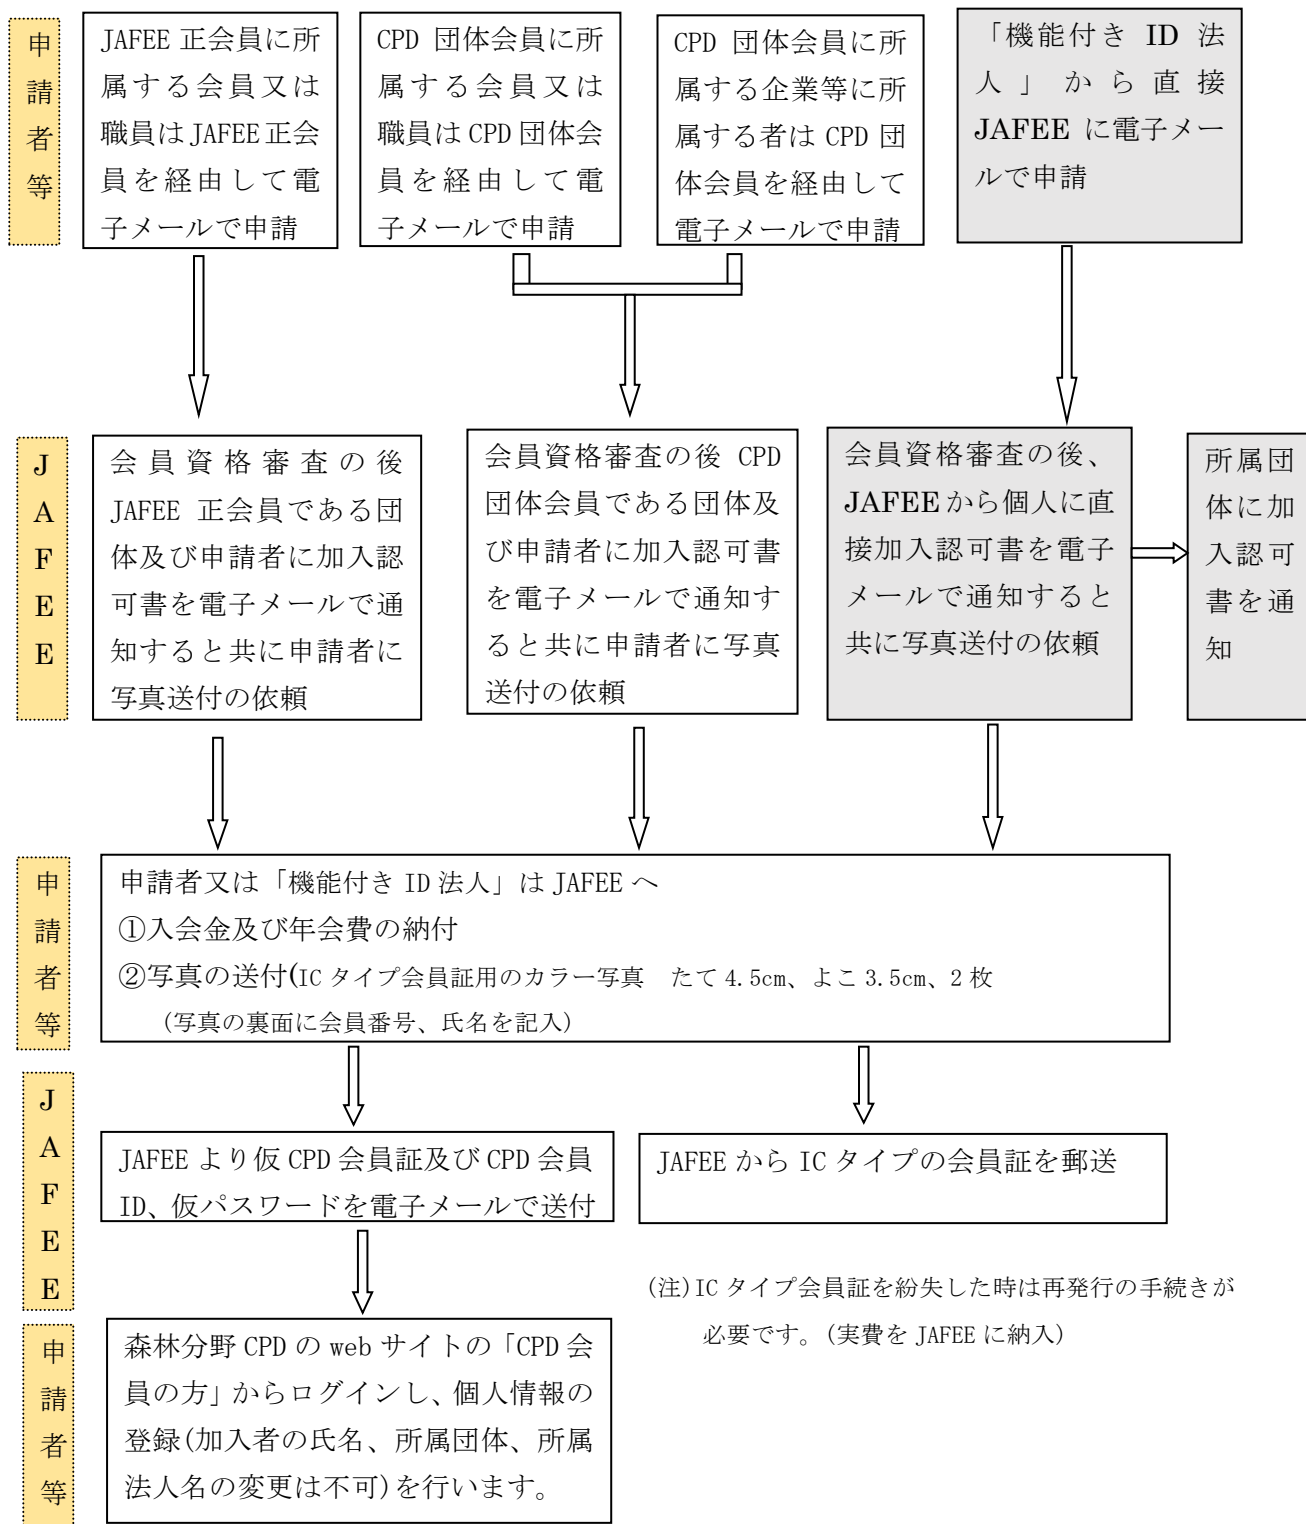 申
請
者
等
JAFEE 正会員に所
属する会員又は
職員は JAFEE 正会
員を経由して電
子メールで申請
CPD 団体会員に所
属する会員又は
職員は CPD 団体会
員を経由して電
子メールで申請
CPD 団体会員に所
属する企業等に所
属する者は CPD 団
体会員を経由して
電子メールで申請
「機能付き ID 法
人」から直接
JAFEE に電子メー
ルで申請
J
A
F
E
E
会員資格審査の後
JAFEE 正会員である団
体及び申請者に加入認
可書を電子メールで通
知すると共に申請者に
写真送付の依頼
会員資格審査の後 CPD
団体会員である団体及
び申請者に加入認可書
を電子メールで通知す
ると共に申請者に写真
送付の依頼
会員資格審査の後、
JAFEE から個人に直
接加入認可書を電子
メールで通知すると
共に写真送付の依頼
所属団
体に加
入認可
書を通
知
申
請
者
等
申請者又は「機能付き ID 法人」は JAFEE へ
①入会金及び年会費の納付
②写真の送付(IC タイプ会員証用のカラー写真　たて 4.5cm、よこ 3.5cm、2 枚
(写真の裏面に会員番号、氏名を記入)
J
A
F
E
E
JAFEE より仮 CPD 会員証及び CPD 会員
ID、仮パスワードを電子メールで送付
JAFEE から IC タイプの会員証を郵送
(注)IC タイプ会員証を紛失した時は再発行の手続きが
必要です。(実費を JAFEE に納入)
申
請
者
等
森林分野 CPD の web サイトの「CPD 会
員の方」からログインし、個人情報の
登録(加入者の氏名、所属団体、所属
法人名の変更は不可)を行います。